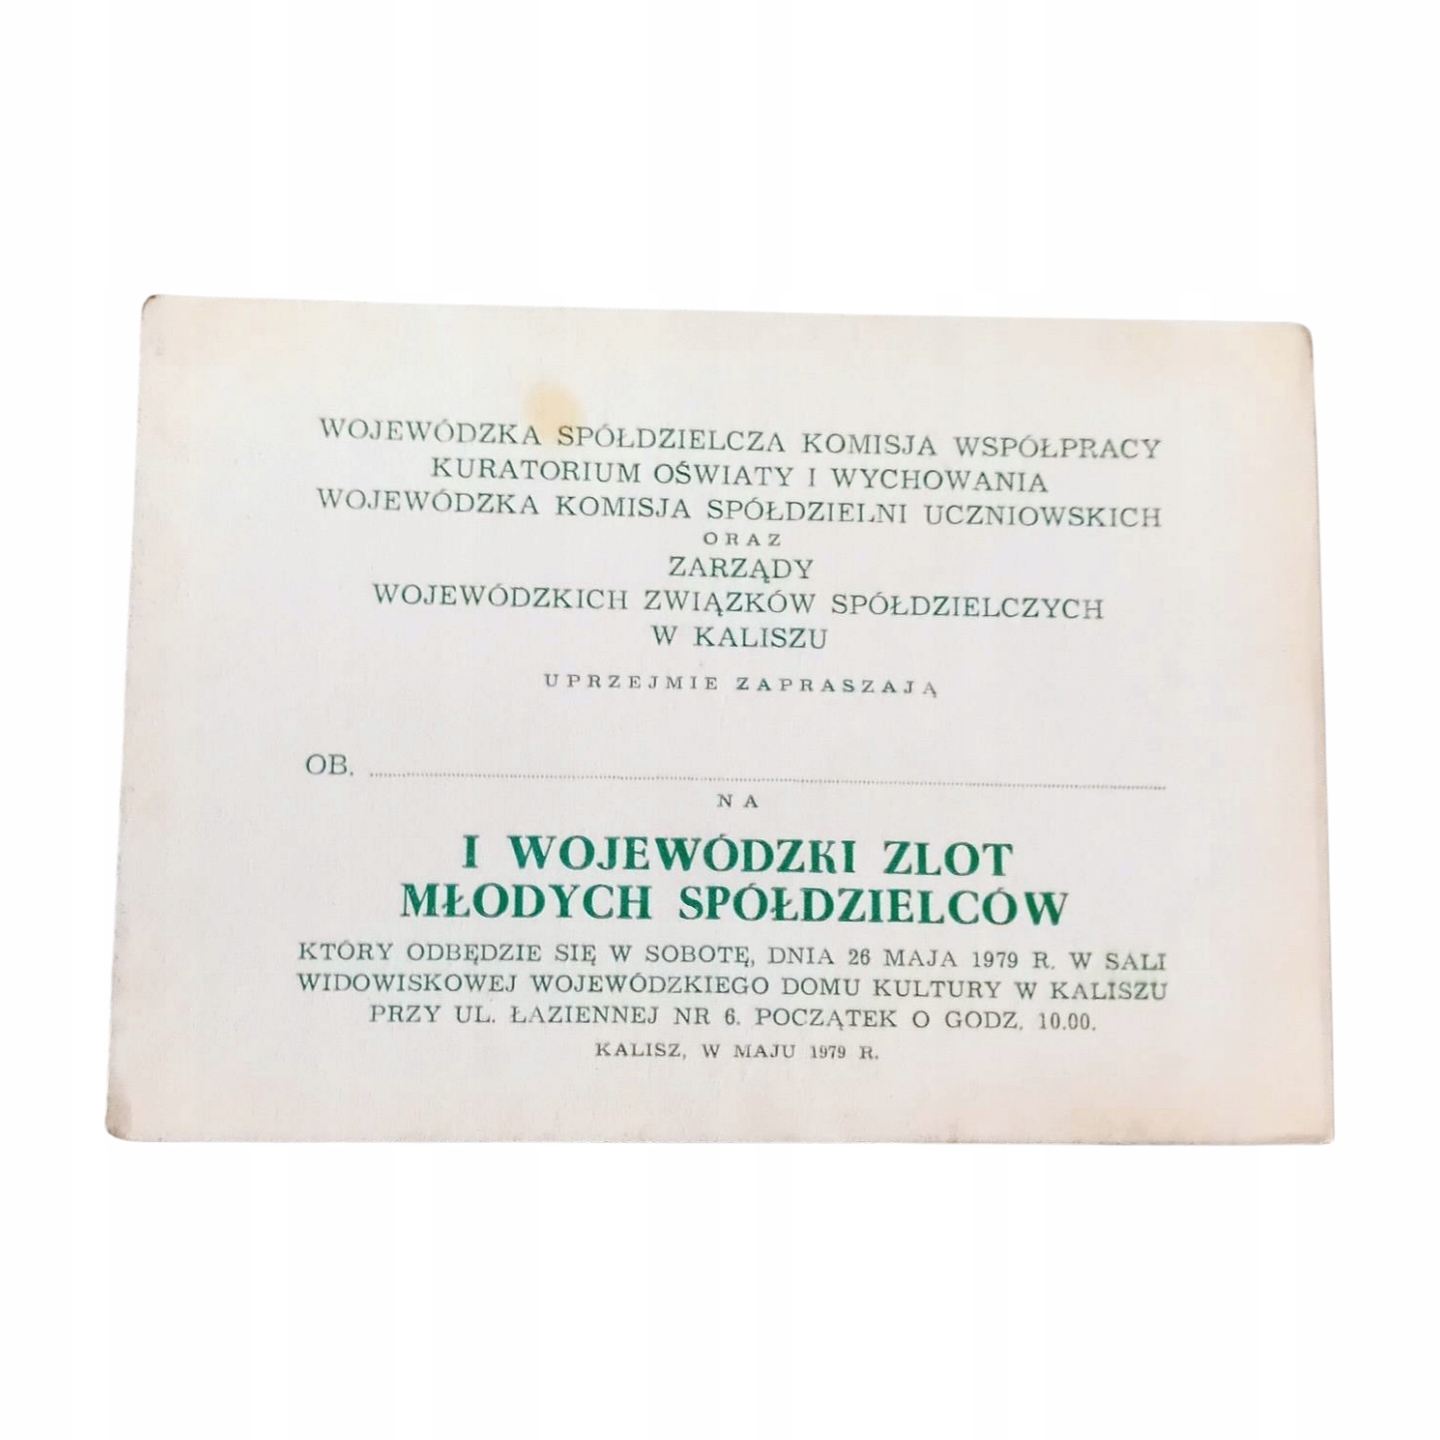 WOJEWÓDZKA SPÓŁDZIELCZA KOMISJA WSPÓŁPRACY
KURATORIUM OŚWIATY I WYCHOWANIA
WOJEWÓDZKA KOMISJA SPÓŁDZIELNI UCZNIOWSKICH
ORAZ
ZARZĄDY
WOJEWÓDZKICH ZWIĄZKÓW SPÓŁDZIELCZYCH
W KALISZU
UPRZEJMIE ZAPRASZAJĄ
OB. ........................................
NA
I WOJEWÓDZKI ZLOT
MŁODYCH SPÓŁDZIELCÓW
KTÓRY ODBĘDZIE SIĘ W SOBOTĘ, DNIA 26 MAJA 1979 R. W SALI
WIDOWISKOWEJ WOJEWÓDZKIEGO DOMU KULTURY W KALISZU
PRZY UL. ŁAZIENNEJ NR 6. POCZĄTEK O GODZ. 10.00.
KALISZ, W MAJU 1979 R.